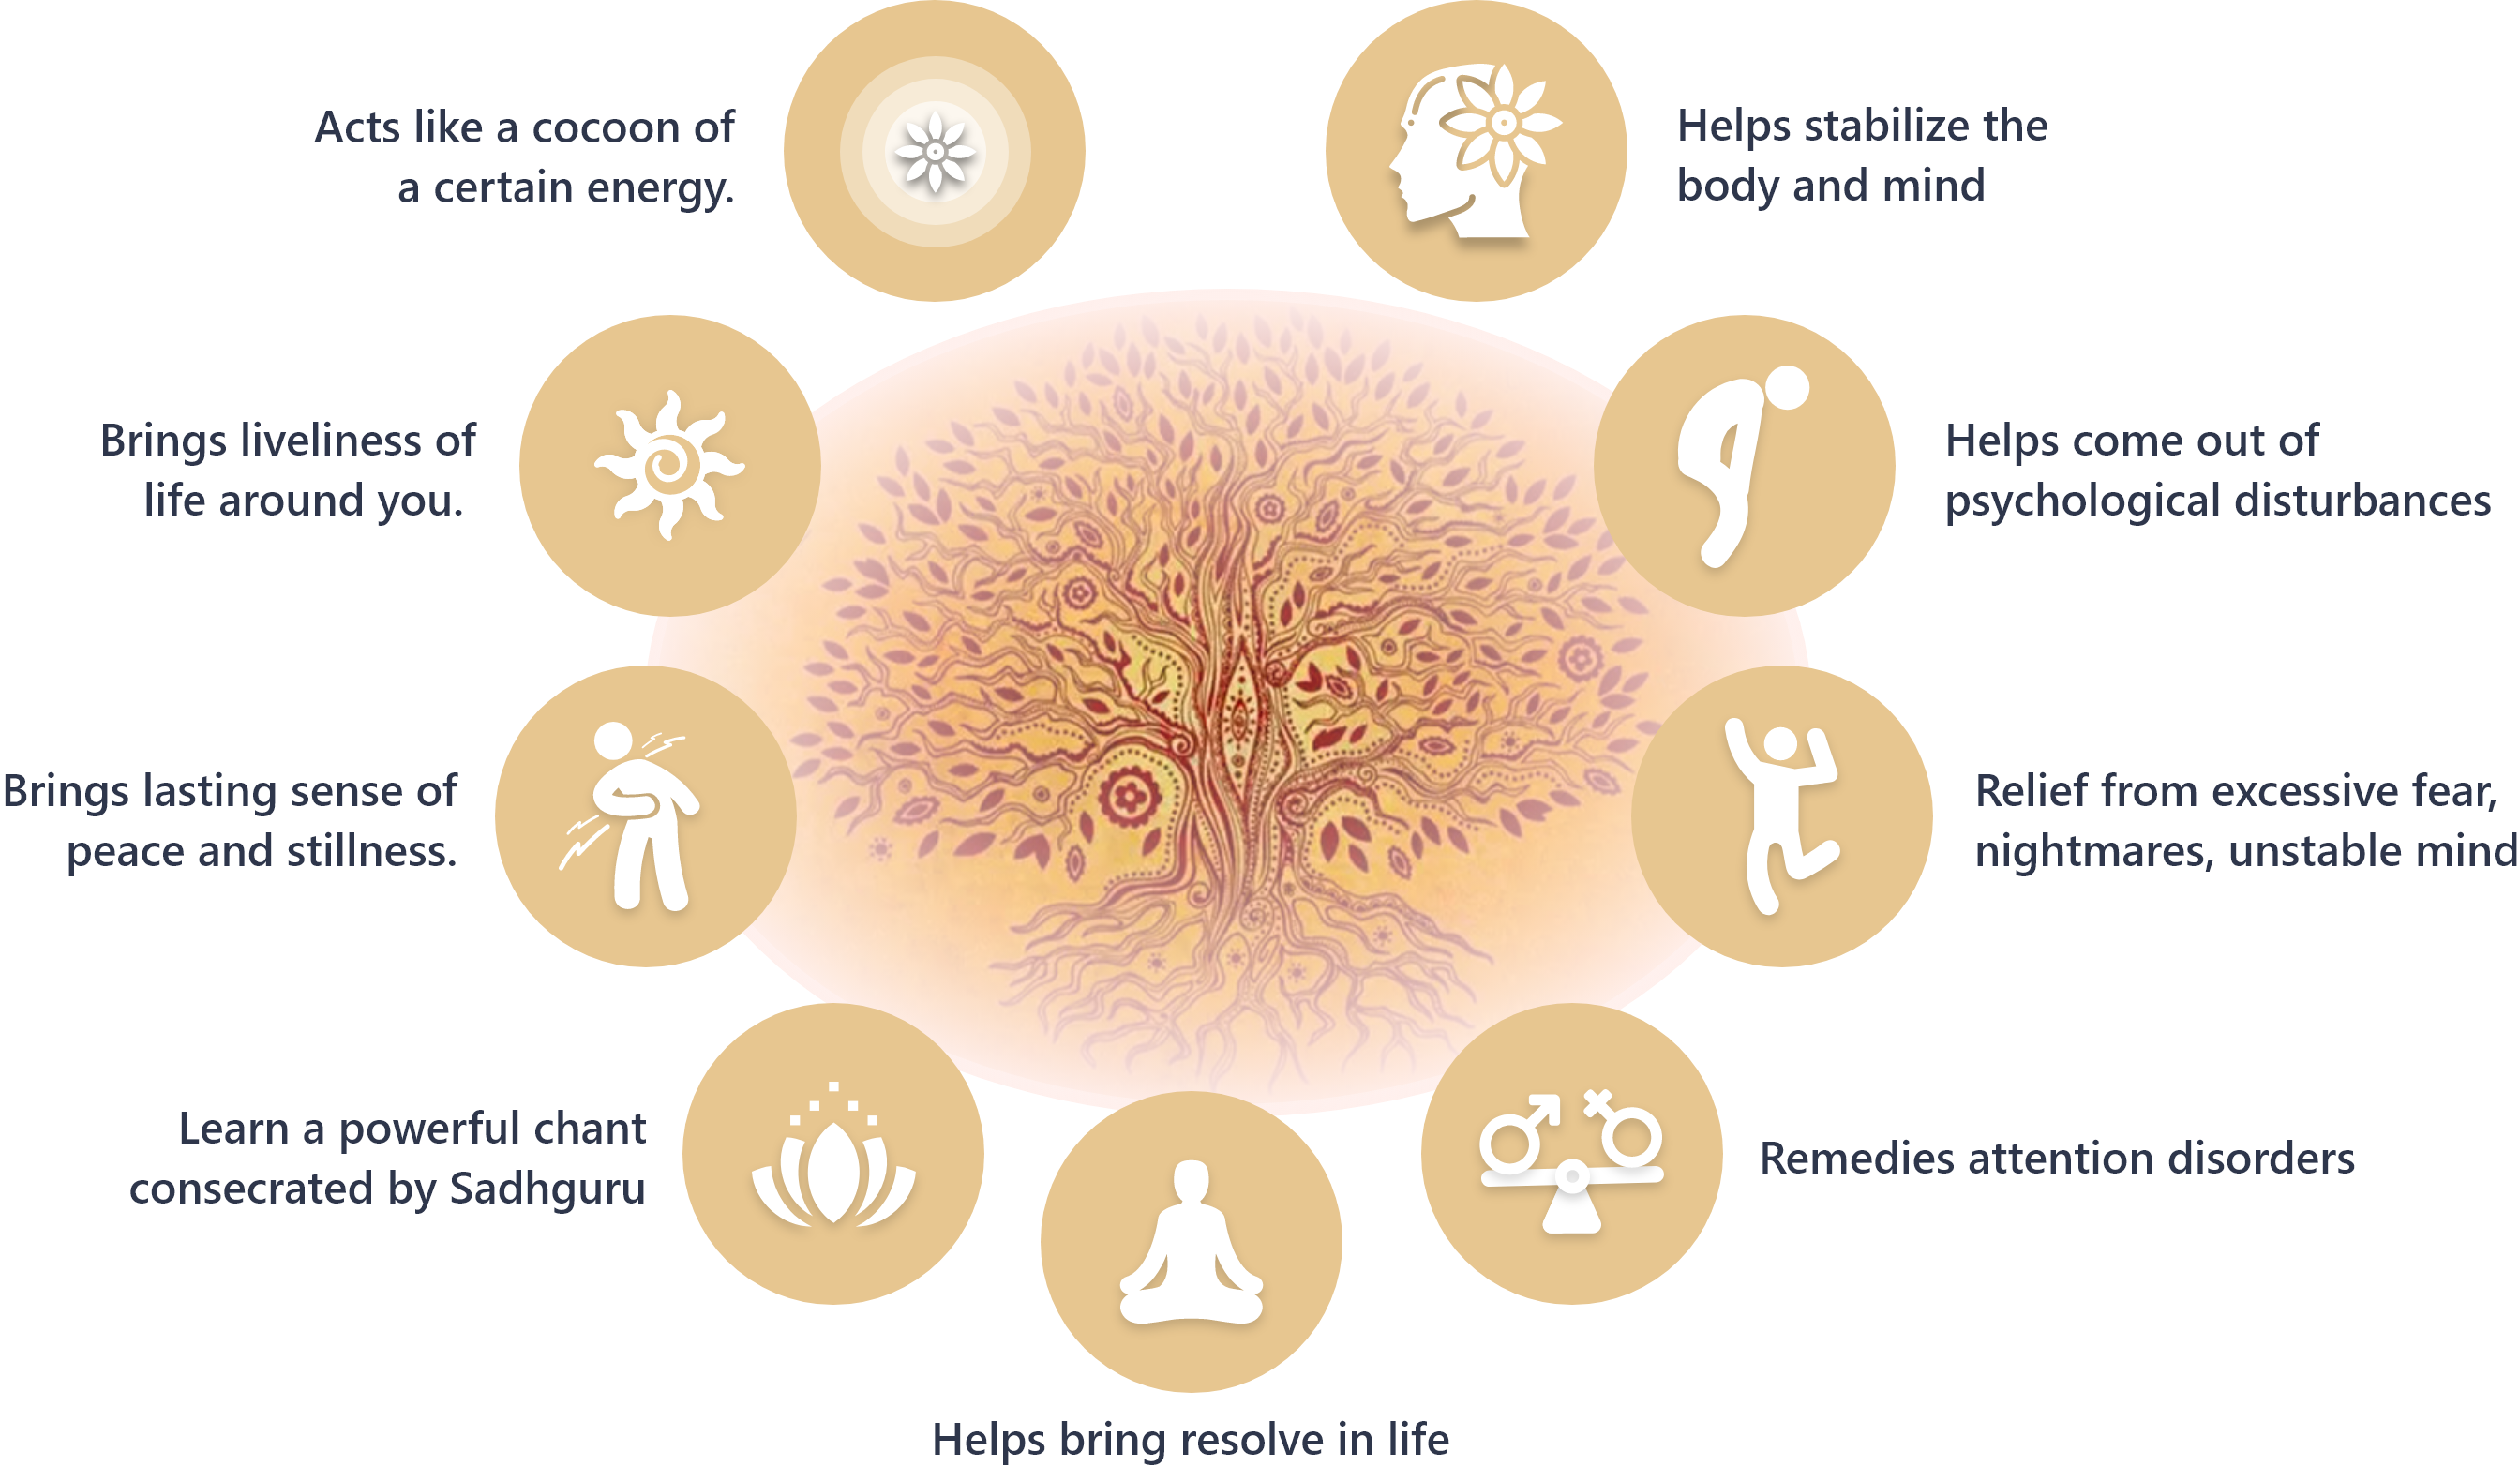 Acts like a cocoon of
a certain energy.
Helps stabilize the
body and mind
Brings liveliness of
life around you.
Helps come out of
psychological disturbances
Brings lasting sense of
peace and stillness.
Relief from excessive fear,
nightmares, unstable mind
Learn a powerful chant
consecrated by Sadhguru
Remedies attention disorders
Helps bring resolve in life